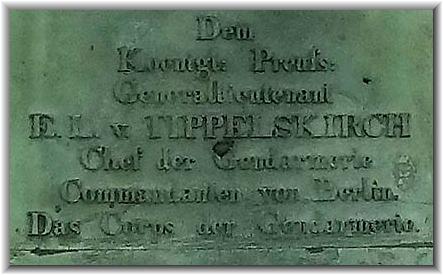 Dem
Koenigl: Preuſs:
Generallieutenant
E. L. v TIPPELSKIRCH
Chef der Gendarmerie
Commandanten von Berlin.
Das Corps der Gendarmerie.